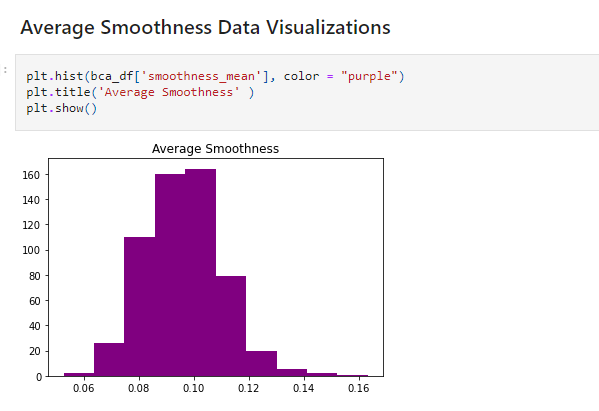 Average Smoothness Data Visualizations
:
plt.hist(bca_df['smoothness_mean'], color = "purple")
plt.title('Average Smoothness' )
plt.show()
Average Smoothness
160
140
120
100
80
60
40
20
0
0.06 0.08 0.10 0.12 0.14 0.16